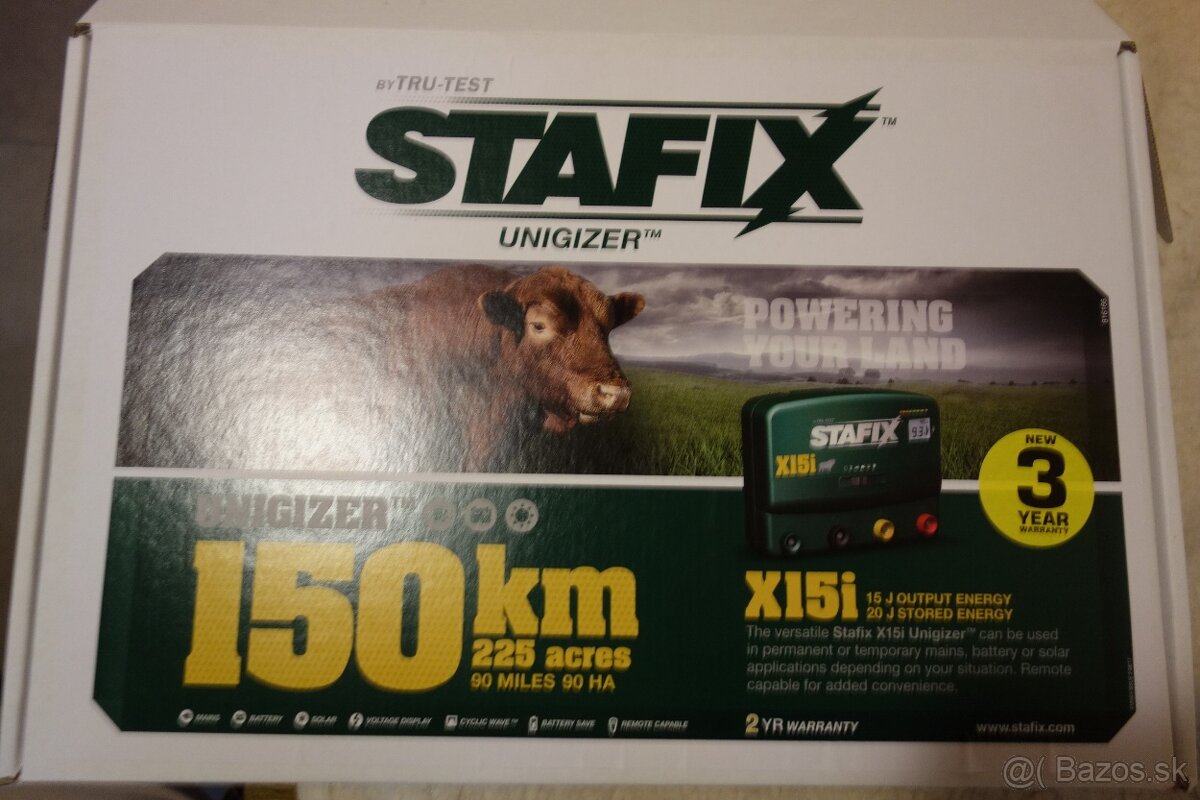 BY TRU-TEST
STAFIX™
UNIGIZER™
POWERING
YOUR LAND
816166
STAFIX
X15i
NEW
3
YEAR
WARRANTY
UNIGIZER™
150km
225 acres
90 MILES 90 HA
X15i 15 J OUTPUT ENERGY
20 J STORED ENERGY
The versatile Stafix X15i Unigizer™ can be used
in permanent or temporary mains, battery or solar
applications depending on your situation. Remote
capable for added convenience.
MAINS BATTERY SOLAR VOLTAGE DISPLAY CYCLIC WAVE™ BATTERY SAVE REMOTE CAPABLE
2 YR WARRANTY
www.stafix.com
@( Bazos.sk